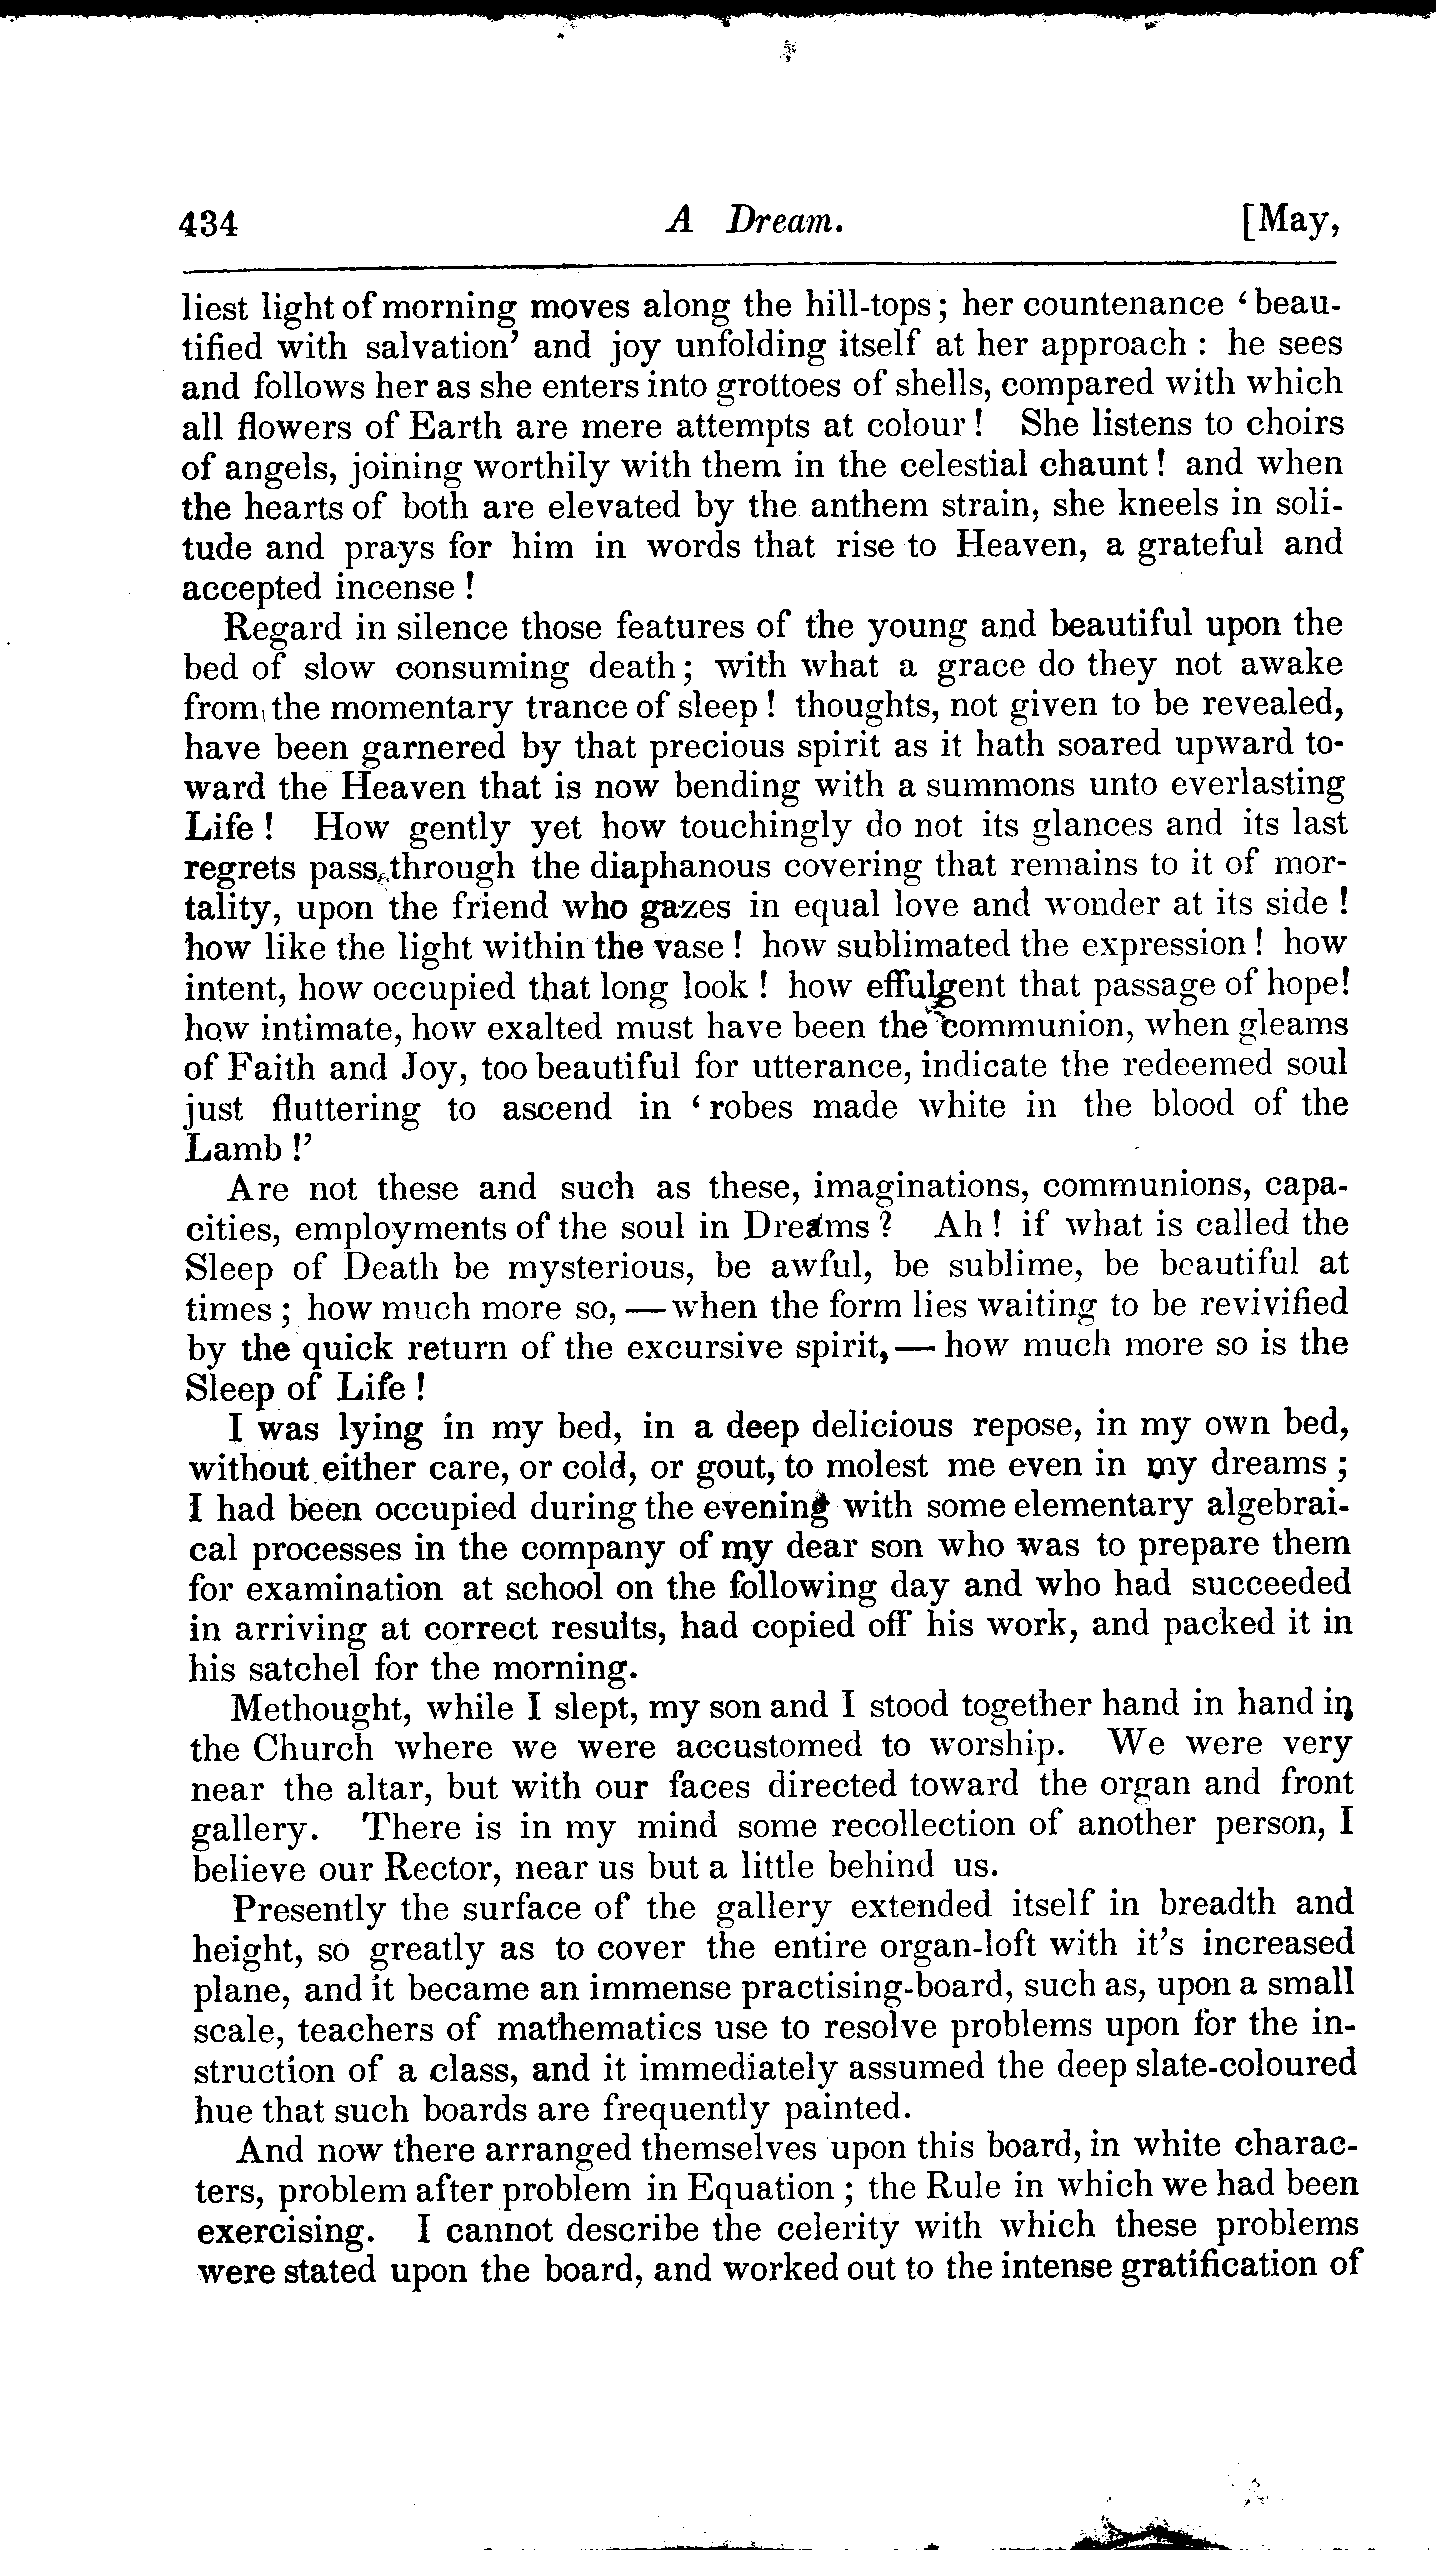 434 A Dream. [May,
liest light of morning moves along the hill-tops; her countenance ‘beau-
tified with salvation’ and joy unfolding itself at her approach : he sees
and follows her as she enters into grottoes of shells, compared with which
all flowers of Earth are mere attempts at colour! She listens to choirs
of angels, joining worthily with them in the celestial chaunt! and when
the hearts of both are elevated by the anthem strain, she kneels in soli-
tude and prays for him in words that rise to Heaven, a grateful and
accepted incense !
Regard in silence those features of the young and beautiful upon the
bed of slow consuming death; with what a grace do they not awake
from the momentary trance of sleep ! thoughts, not given to be revealed,
have been garnered by that precious spirit as it hath soared upward to-
ward the Heaven that is now bending with a summons unto everlasting
Life ! How gently yet how touchingly do not its glances and its last
regrets pass through the diaphanous covering that remains to it of mor-
tality, upon the friend who gazes in equal love and wonder at its side !
how like the light within the vase ! how sublimated the expression ! how
intent, how occupied that long look ! how effulgent that passage of hope!
how intimate, how exalted must have been the communion, when gleams
of Faith and Joy, too beautiful for utterance, indicate the redeemed soul
just fluttering to ascend in ‘robes made white in the blood of the
Lamb !’
Are not these and such as these, imaginations, communions, capa-
cities, employments of the soul in Dreams ? Ah ! if what is called the
Sleep of Death be mysterious, be awful, be sublime, be beautiful at
times ; how much more so, — when the form lies waiting to be revivified
by the quick return of the excursive spirit, — how much more so is the
Sleep of Life !
I was lying in my bed, in a deep delicious repose, in my own bed,
without either care, or cold, or gout, to molest me even in my dreams ;
I had been occupied during the evening with some elementary algebrai-
cal processes in the company of my dear son who was to prepare them
for examination at school on the following day and who had succeeded
in arriving at correct results, had copied off his work, and packed it in
his satchel for the morning.
Methought, while I slept, my son and I stood together hand in hand in
the Church where we were accustomed to worship. We were very
near the altar, but with our faces directed toward the organ and front
gallery. There is in my mind some recollection of another person, I
believe our Rector, near us but a little behind us.
Presently the surface of the gallery extended itself in breadth and
height, so greatly as to cover the entire organ-loft with it’s increased
plane, and it became an immense practising-board, such as, upon a small
scale, teachers of mathematics use to resolve problems upon for the in-
struction of a class, and it immediately assumed the deep slate-coloured
hue that such boards are frequently painted.
And now there arranged themselves upon this board, in white charac-
ters, problem after problem in Equation ; the Rule in which we had been
exercising. I cannot describe the celerity with which these problems
were stated upon the board, and worked out to the intense gratification of